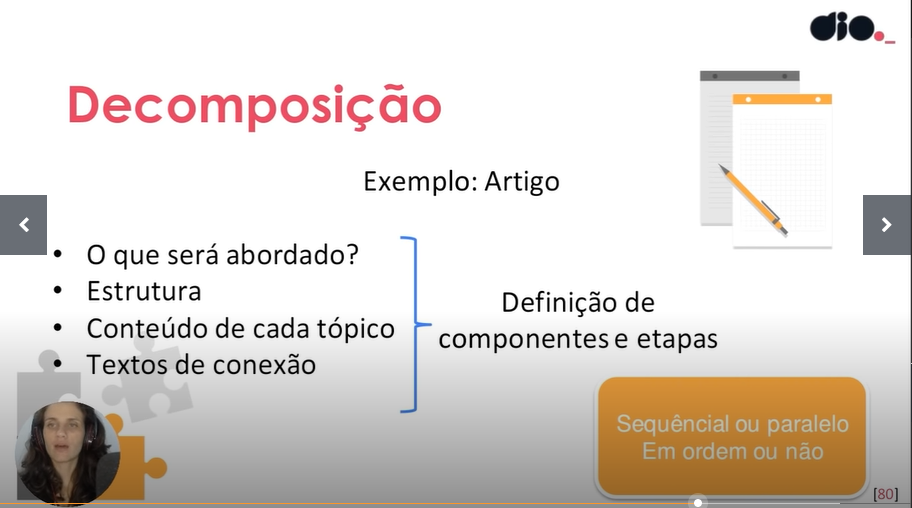 dio._
Decomposição
Exemplo: Artigo
• O que será abordado?
• Estrutura
• Conteúdo de cada tópico
• Textos de conexão
Definição de
componentes e etapas
Sequêncial ou paralelo
Em ordem ou não
[80]